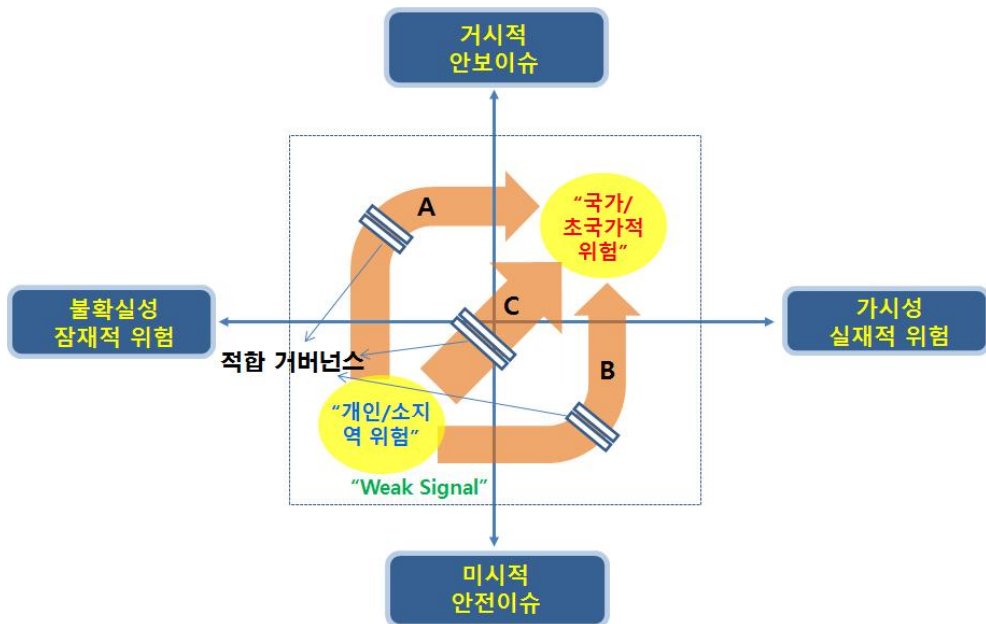 거시적
안보이슈
A
“국가/
초국가적
위험”
불확실성
잠재적 위험
C
가시성
실재적 위험
적합 거버넌스
B
“개인/소지
역 위험”
“Weak Signal”
미시적
안전이슈